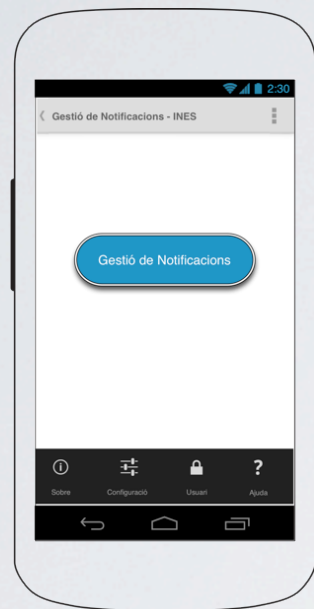 2:30
Gestió de Notificacions - INES
Gestió de Notificacions
Sobre Configuració Usuari Ajuda